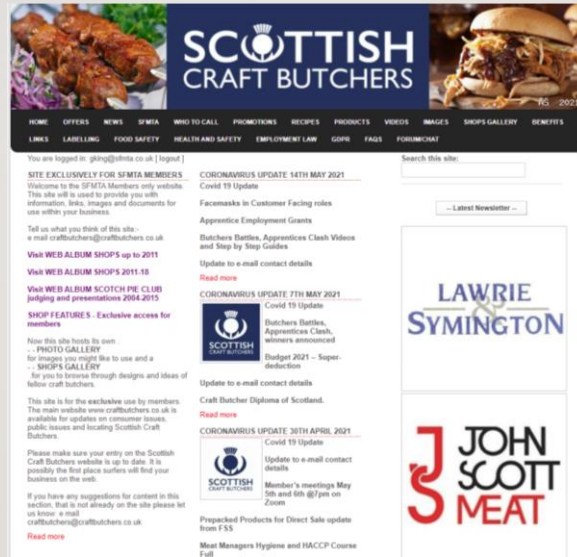 SCOTTISH
CRAFT BUTCHERS
HOME OFFERS NEWS SFMTA WHO TO CALL PROMOTIONS RECIPES PRODUCTS VIDEOS IMAGES SHOPS GALLERY BENEFITS
LINKS LABELLING FOOD SAFETY HEALTH AND SAFETY EMPLOYMENT LAW GDPR FAQS FORUM/CHAT
You are logged in: gking@sfmta.co.uk [ logout ]
SITE EXCLUSIVELY FOR SFMTA MEMBERS
Welcome to the SFMTA Members only website.
This site will be used to provide you with
information, links, images and documents for
use within your business.
Tell us what you think of this site:-
e mail craftbutchers@craftbutchers.co.uk
Visit WEB ALBUM SHOPS up to 2011
Visit WEB ALBUM SHOPS 2011-18
Visit WEB ALBUM SCOTCH PIE CLUB
judging and presentations 2004-2015
SHOP FEATURES - Exclusive access for
members
Now this site hosts its own
- - PHOTO GALLERY
for images you might like to use and a
- - SHOPS GALLERY
for you to browse through designs and ideas of
fellow craft butchers.
This site is for the exclusive use by members.
The main website www.craftbutchers.co.uk is
available for updates on consumer issues,
public issues and locating Scottish Craft
Butchers.
Please make sure your entry on the Scottish
Craft Butchers website is up to date. It is
possibly the first place surfers will find your
business on the web.
If you have any suggestions for content in this
section, that is not already on the site please let
us know: e mail
craftbutchers@craftbutchers.co.uk
Read more
CORONAVIRUS UPDATE 14TH MAY 2021
Covid 19 Update
Facemasks in Customer Facing roles
Apprentice Employment Grants
Butchers Battles, Apprentices Clash Videos
and Step by Step Guides
Update to e-mail contact details
Read more
CORONAVIRUS UPDATE 7TH MAY 2021
SCOTTISH
CRAFT BUTCHERS
Covid 19 Update
Butchers Battles,
Apprentices Clash,
winners announced
Budget 2021 – Super-
deduction
Update to e-mail contact details
Craft Butcher Diploma of Scotland.
Read more
CORONAVIRUS UPDATE 30TH APRIL 2021
SCOTTISH
CRAFT BUTCHERS
Covid 19 Update
Update to e-mail contact
details
Member's meetings May
5th and 6th @7pm on
Zoom
Prepacked Products for Direct Sale update
from FSS
Meat Managers Hygiene and HACCP Course
Full
Search this site:
-- Latest Newsletter --
LAWRIE
&
SYMINGTON
JS
JOHN
SCOTT
MEAT